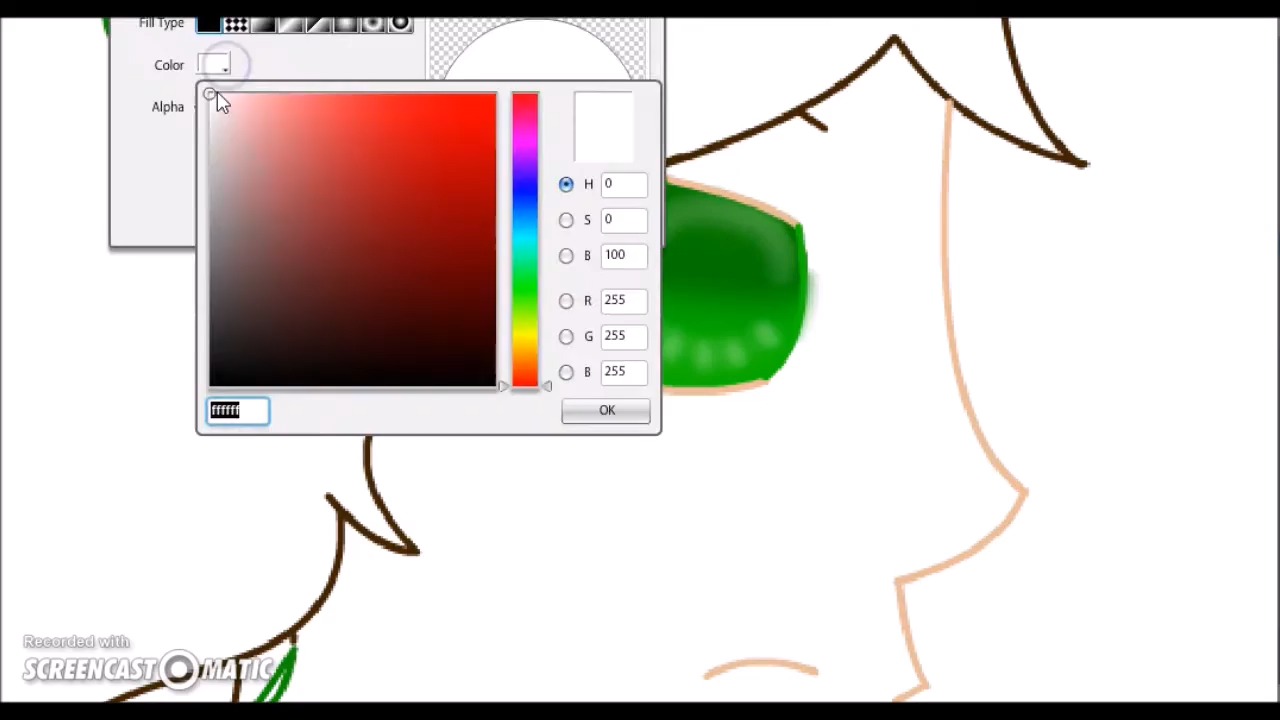 Fill Type
Color
Alpha
H 0
S 0
B 100
R 255
G 255
B 255
ffffff
OK
Recorded with
SCREENCAST-O-MATIC